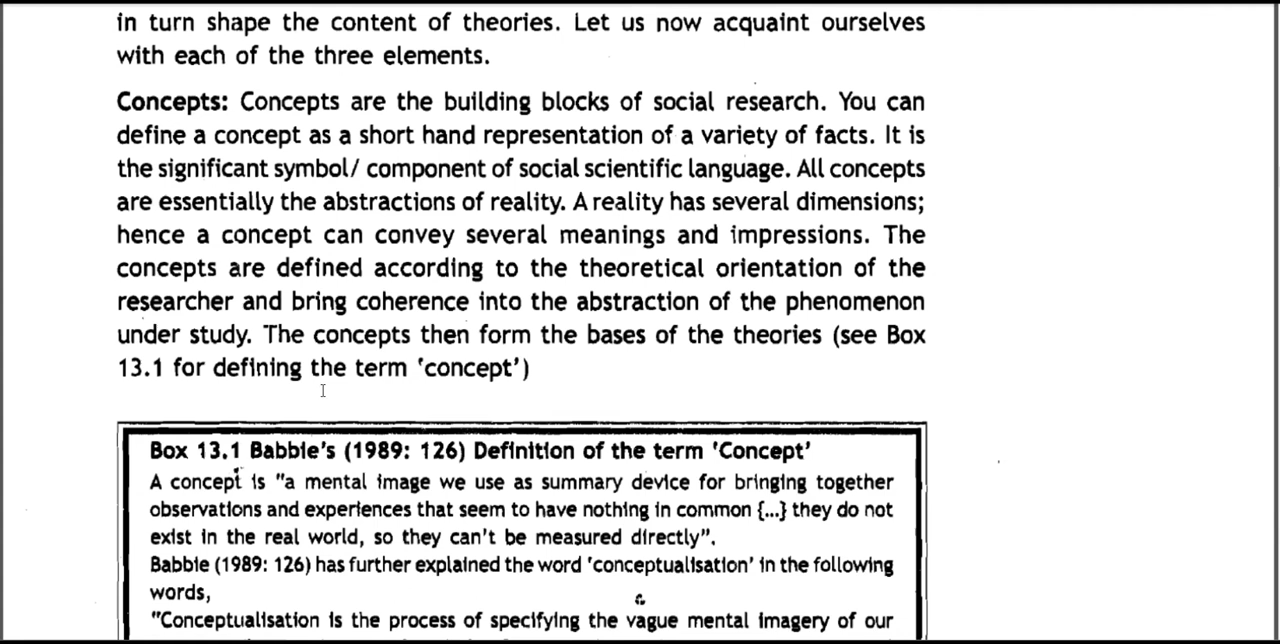 in turn shape the content of theories. Let us now acquaint ourselves
with each of the three elements.
Concepts: Concepts are the building blocks of social research. You can
define a concept as a short hand representation of a variety of facts. It is
the significant symbol/ component of social scientific language. All concepts
are essentially the abstractions of reality. A reality has several dimensions;
hence a concept can convey several meanings and impressions. The
concepts are defined according to the theoretical orientation of the
researcher and bring coherence into the abstraction of the phenomenon
under study. The concepts then form the bases of the theories (see Box
13.1 for defining the term 'concept')
Box 13.1 Babbie's (1989: 126) Definition of the term 'Concept'
A concept is "a mental image we use as summary device for bringing together
observations and experiences that seem to have nothing in common {...} they do not
exist in the real world, so they can't be measured directly".
Babbie (1989: 126) has further explained the word 'conceptualisation' in the following
words,
"Conceptualisation is the process of specifying the vague mental imagery of our